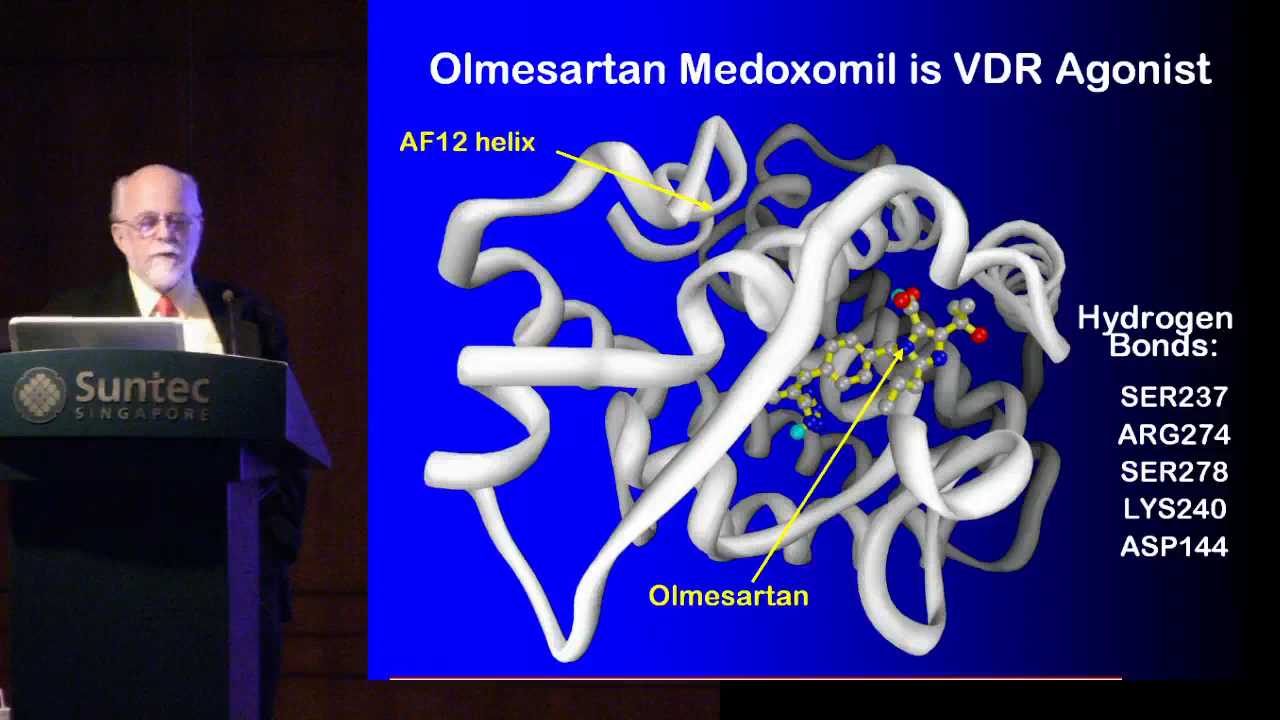 Olmesartan Medoxomil is VDR Agonist
AF12 helix
Hydrogen
Bonds:
SER237
ARG274
SER278
LYS240
ASP144
Olmesartan
Suntec
SINGAPORE